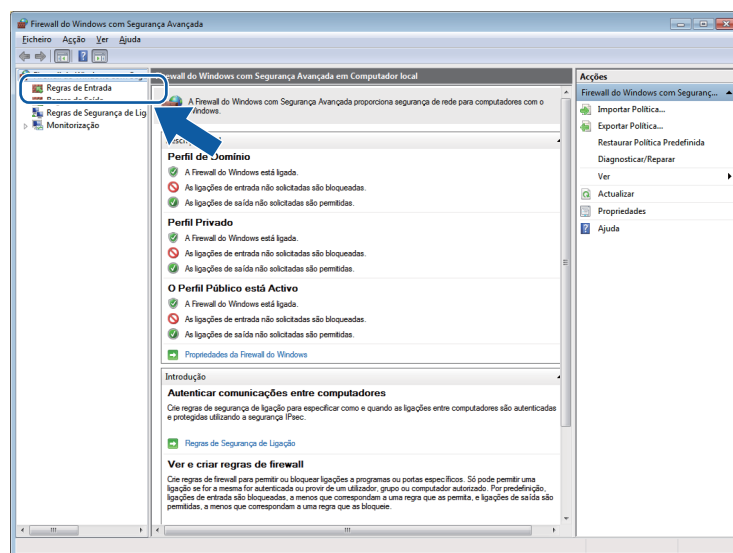 Firewall do Windows com Segurança Avançada
Ficheiro Acção Ver Ajuda
Regras de Entrada
Regras de Saída
Regras de Segurança de Lig
Monitorização
Firewall do Windows com Segurança Avançada em Computador local
A Firewall do Windows com Segurança Avançada proporciona segurança de rede para computadores com o
Windows.
Perfil de Domínio
A Firewall do Windows está ligada.
As ligações de entrada não solicitadas são bloqueadas.
As ligações de saída não solicitadas são permitidas.
Perfil Privado
A Firewall do Windows está ligada.
As ligações de entrada não solicitadas são bloqueadas.
As ligações de saída não solicitadas são permitidas.
O Perfil Público está Activo
A Firewall do Windows está ligada.
As ligações de entrada não solicitadas são bloqueadas.
As ligações de saída não solicitadas são permitidas.
Propriedades da Firewall do Windows
Introdução
Autenticar comunicações entre computadores
Crie regras de segurança de ligação para especificar como e quando as ligações entre computadores são autenticadas
e protegidas utilizando a segurança IPsec.
Regras de Segurança de Ligação
Ver e criar regras de firewall
Crie regras de firewall para permitir ou bloquear ligações a programas ou portas específicos. Só pode permitir uma
ligação se for a mesma for autenticada ou provir de um utilizador, grupo ou computador autorizado. Por predefinição,
ligações de entrada são bloqueadas, a menos que correspondam a uma regra que as permita, e ligações de saída são
permitidas, a menos que correspondam a uma regra que as bloqueie.
Acções
Firewall do Windows com Seguranç...
Importar Política...
Exportar Política...
Restaurar Política Predefinida
Diagnosticar/Reparar
Ver
Actualizar
Propriedades
Ajuda